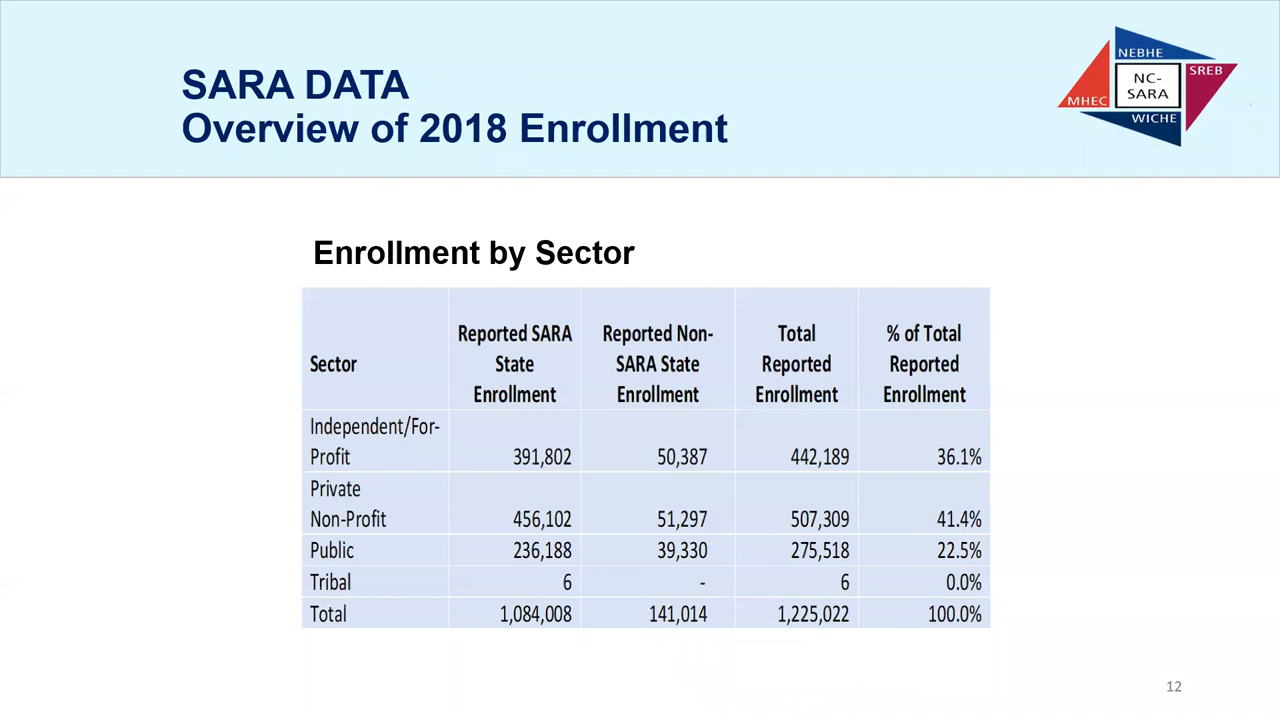 SARA DATA
Overview of 2018 Enrollment
NEBHE
SREB
NC-
SARA
MHEC
WICHE
Enrollment by Sector
Sector
Reported SARA
State
Enrollment
Reported Non-
SARA State
Enrollment
Total
Reported
Enrollment
% of Total
Reported
Enrollment
Independent/For-
Profit 391,802 50,387 442,189 36.1%
Private
Non-Profit 456,102 51,297 507,309 41.4%
Public 236,188 39,330 275,518 22.5%
Tribal 6 - 6 0.0%
Total 1,084,008 141,014 1,225,022 100.0%
12